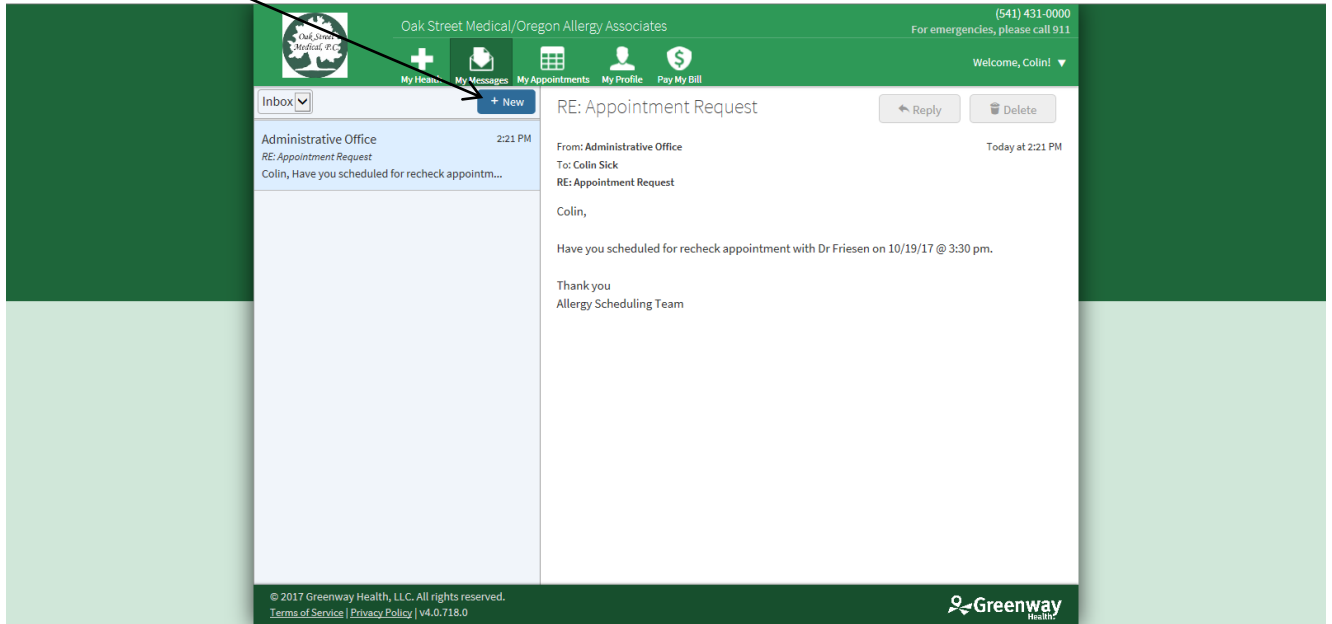 Oak Street
Medical, P.C.
Oak Street Medical/Oregon Allergy Associates
(541) 431-0000
For emergencies, please call 911
My Health
My Messages
My Appointments
My Profile
Pay My Bill
Welcome, Colin! ▼
Inbox
+ New
Administrative Office 2:21 PM
RE: Appointment Request
Colin, Have you scheduled for recheck appointm...
RE: Appointment Request
Reply
Delete
From: Administrative Office
Today at 2:21 PM
To: Colin Sick
RE: Appointment Request
Colin,
Have you scheduled for recheck appointment with Dr Friesen on 10/19/17 @ 3:30 pm.
Thank you
Allergy Scheduling Team
© 2017 Greenway Health, LLC. All rights reserved.
Terms of Service | Privacy Policy | v4.0.718.0
Greenway
Health